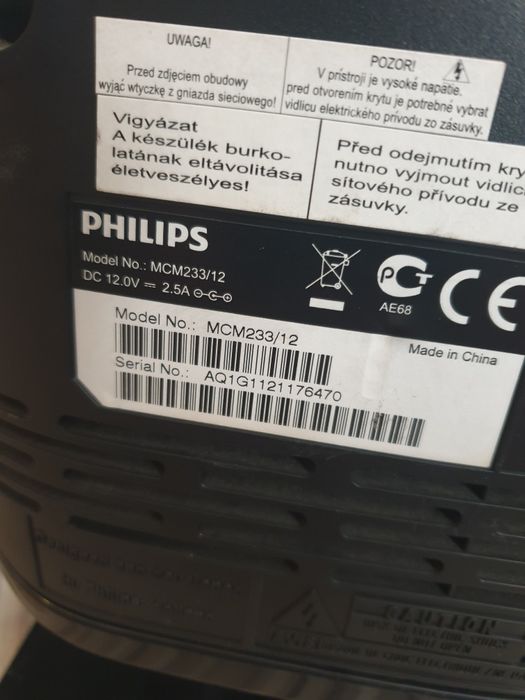 UWAGA!
Przed zdjęciem obudowy
wyjąć wtyczkę z gniazda sieciowego!
POZOR!
V prístroji je vysoké napätie.
pred otvorením krytu je potrebné vybrat
vidlicu elektrického prívodu zo zásuvky.
Vigyázat
A készülék burko-
latának eltávolítása
életveszélyes!
Před odejmutím kry
nutno vyjmout vidlic
síťového přívodu ze
zásuvky.
PHILIPS
Model No.: MCM233/12
DC 12.0V ⎓ 2.5A
AE68
CE
Model No.: MCM233/12
Made in China
Serial No.: AQ1G1121176470
CAUTION